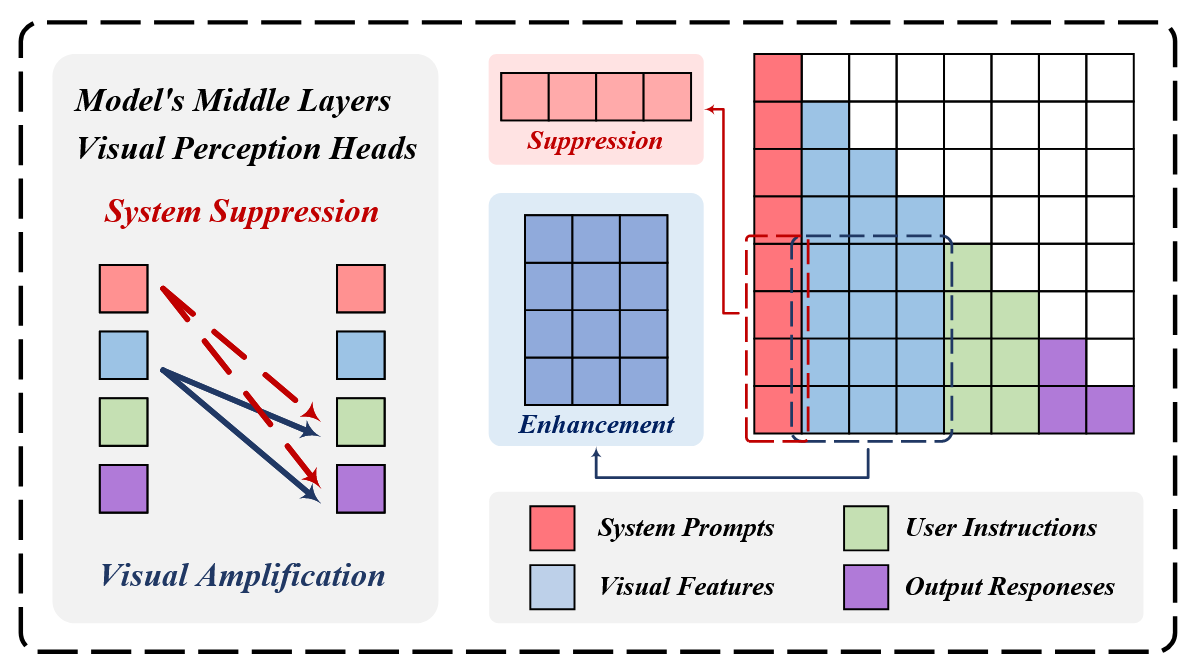 Model's Middle Layers
Visual Perception Heads
System Suppression
Visual Amplification
Suppression
Enhancement
System Prompts
User Instructions
Visual Features
Output Responeses